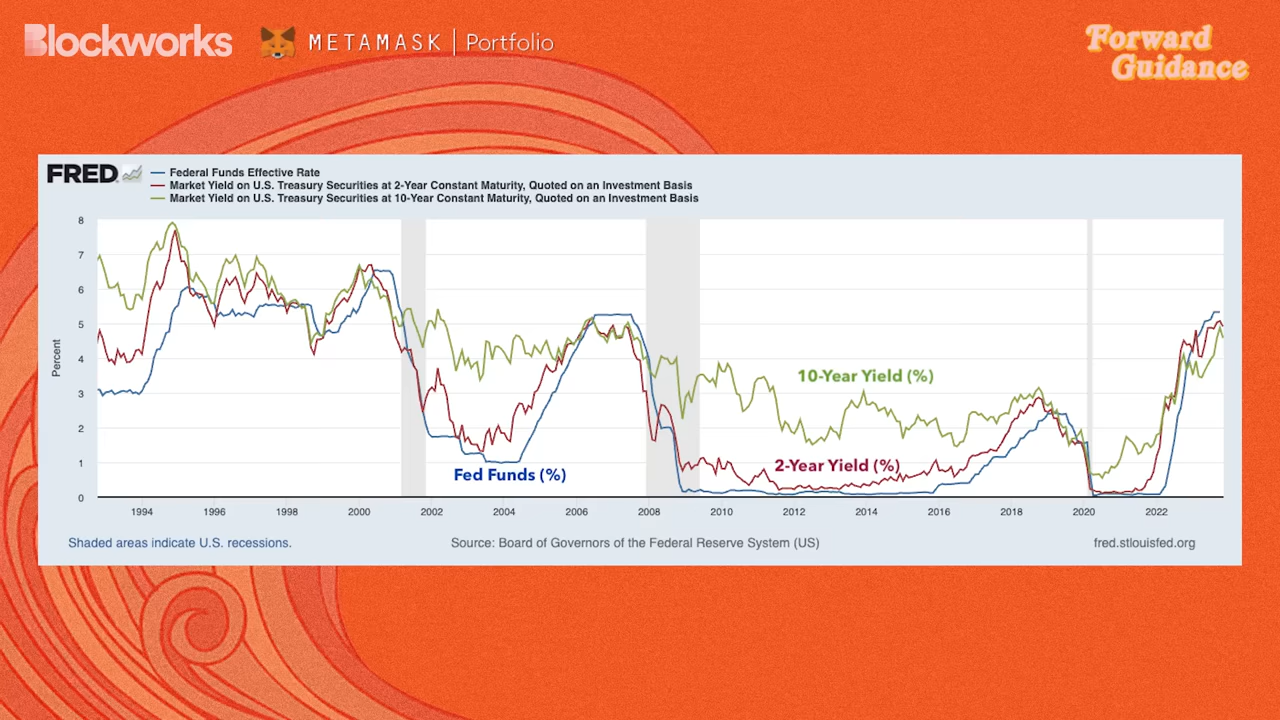 Blockworks METAMASK | Portfolio
Forward
Guidance
FRED
Federal Funds Effective Rate
Market Yield on U.S. Treasury Securities at 2-Year Constant Maturity, Quoted on an Investment Basis
Market Yield on U.S. Treasury Securities at 10-Year Constant Maturity, Quoted on an Investment Basis
8
7
6
5
4
3
2
1
0
Percent
10-Year Yield (%)
2-Year Yield (%)
Fed Funds (%)
1994 1996 1998 2000 2002 2004 2006 2008 2010 2012 2014 2016 2018 2020 2022
Shaded areas indicate U.S. recessions. Source: Board of Governors of the Federal Reserve System (US) fred.stlouisfed.org